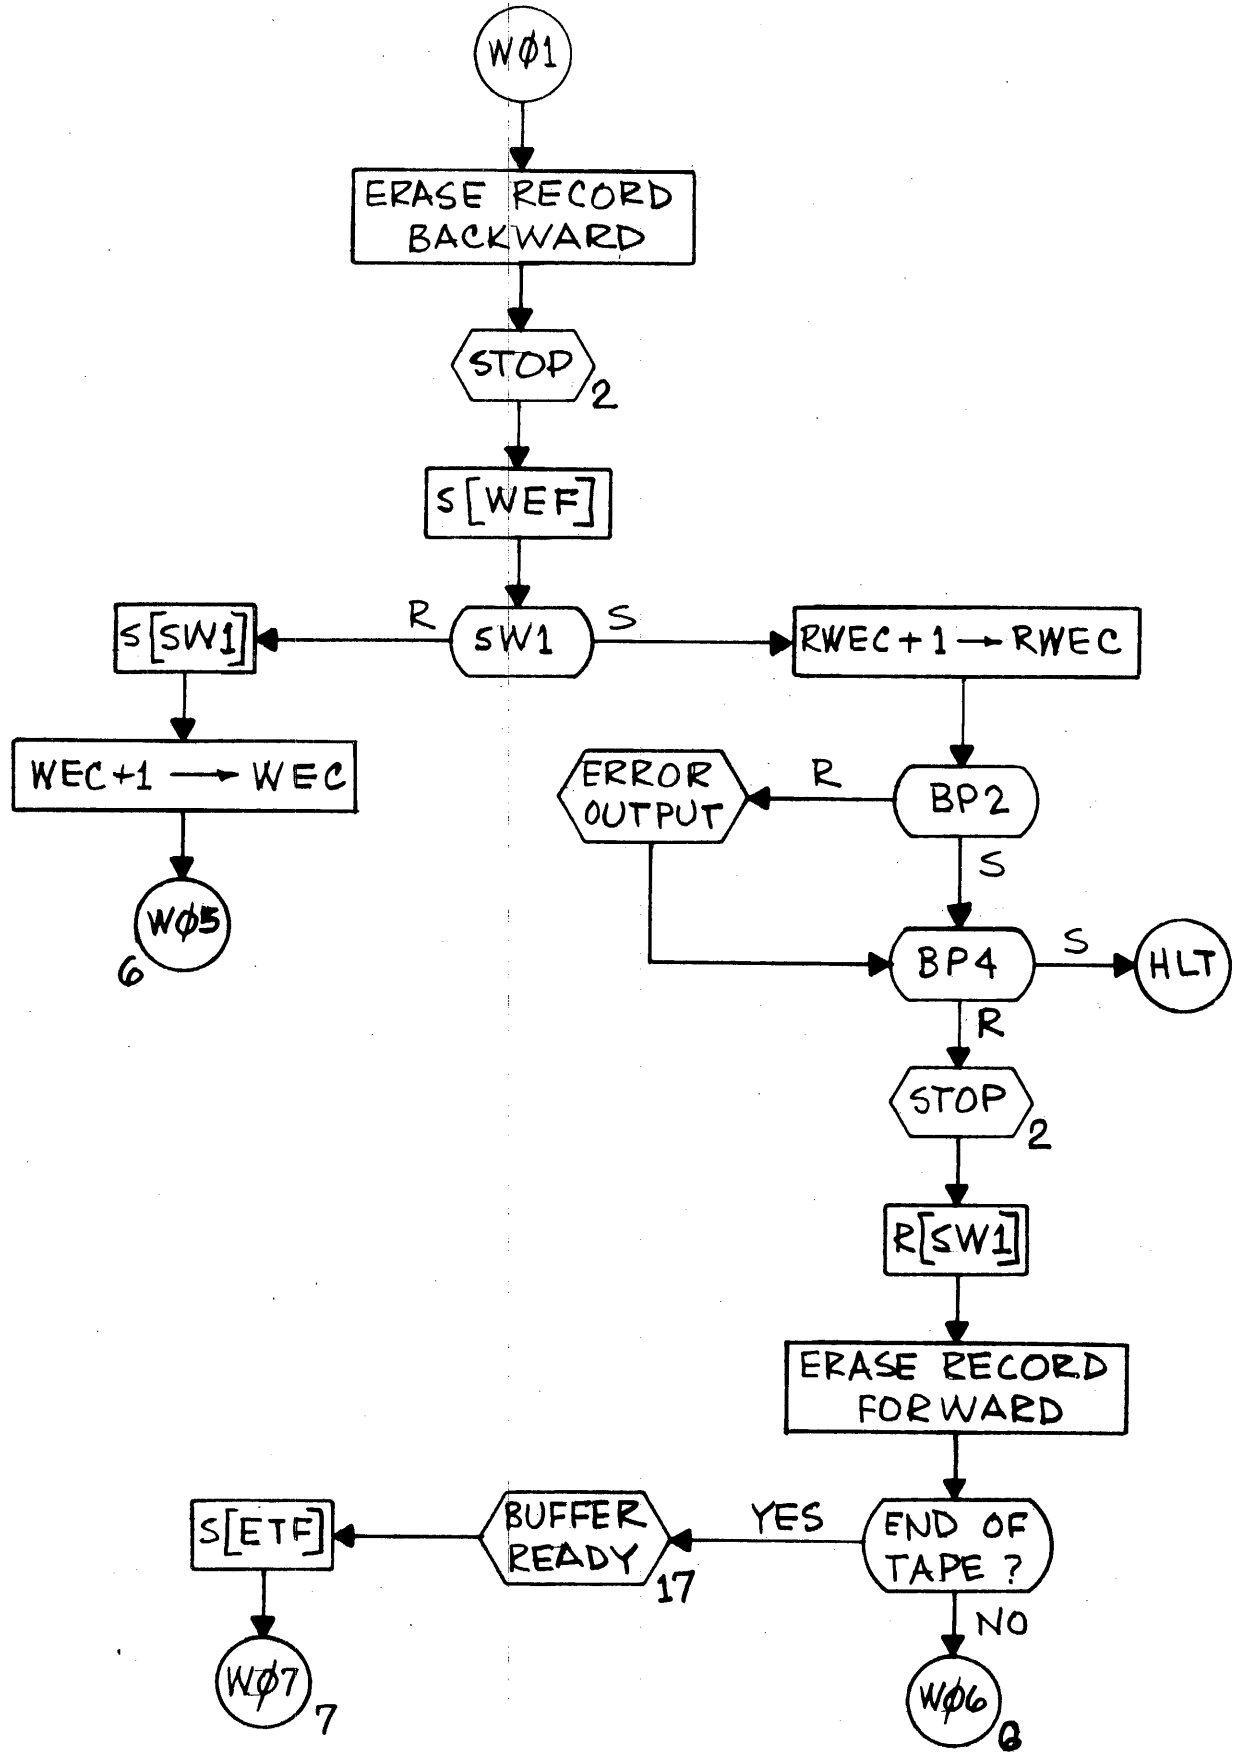 WØ1
ERASE RECORD
BACKWARD
STOP
2
S[WEF]
SW1
R
S
S[SW1]
RWEC+1→RWEC
WEC+1→WEC
WØ5
6
BP2
R
ERROR
OUTPUT
S
BP4
S
HLT
R
STOP
2
R[SW1]
ERASE RECORD
FORWARD
END OF
TAPE ?
YES
BUFFER
READY
17
S[ETF]
WØ7
7
NO
WØ6